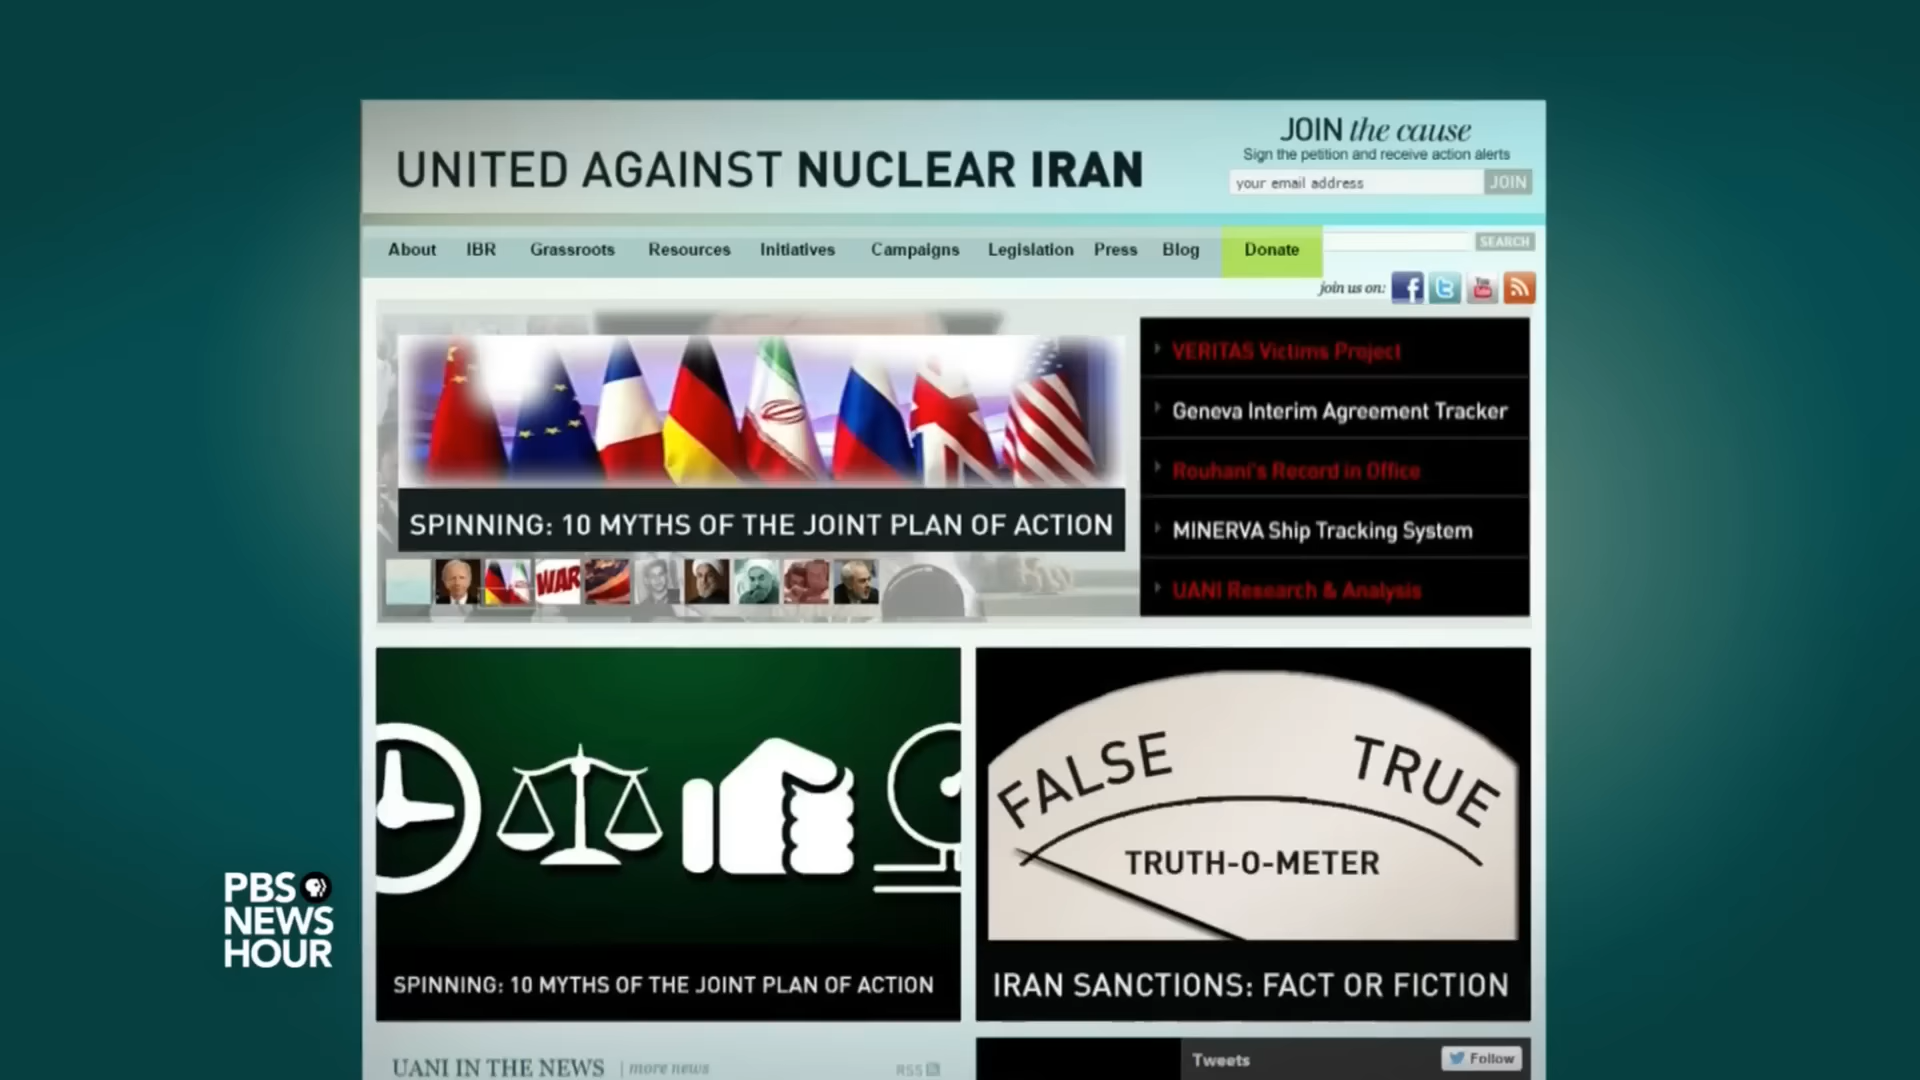 JOIN the cause
Sign the petition and receive action alerts
UNITED AGAINST NUCLEAR IRAN
your email address
JOIN
About
IBR
Grassroots
Resources
Initiatives
Campaigns
Legislation
Press
Blog
Donate
SEARCH
join us on:
f
t
You
Tube
VERITAS Victims Project
Geneva Interim Agreement Tracker
Rouhani's Record in Office
MINERVA Ship Tracking System
UANI Research & Analysis
SPINNING: 10 MYTHS OF THE JOINT PLAN OF ACTION
WAR
FALSE
TRUE
TRUTH-O-METER
SPINNING: 10 MYTHS OF THE JOINT PLAN OF ACTION
IRAN SANCTIONS: FACT OR FICTION
PBS
NEWS
HOUR
UANI IN THE NEWS | more news
RSS
Tweets
Follow